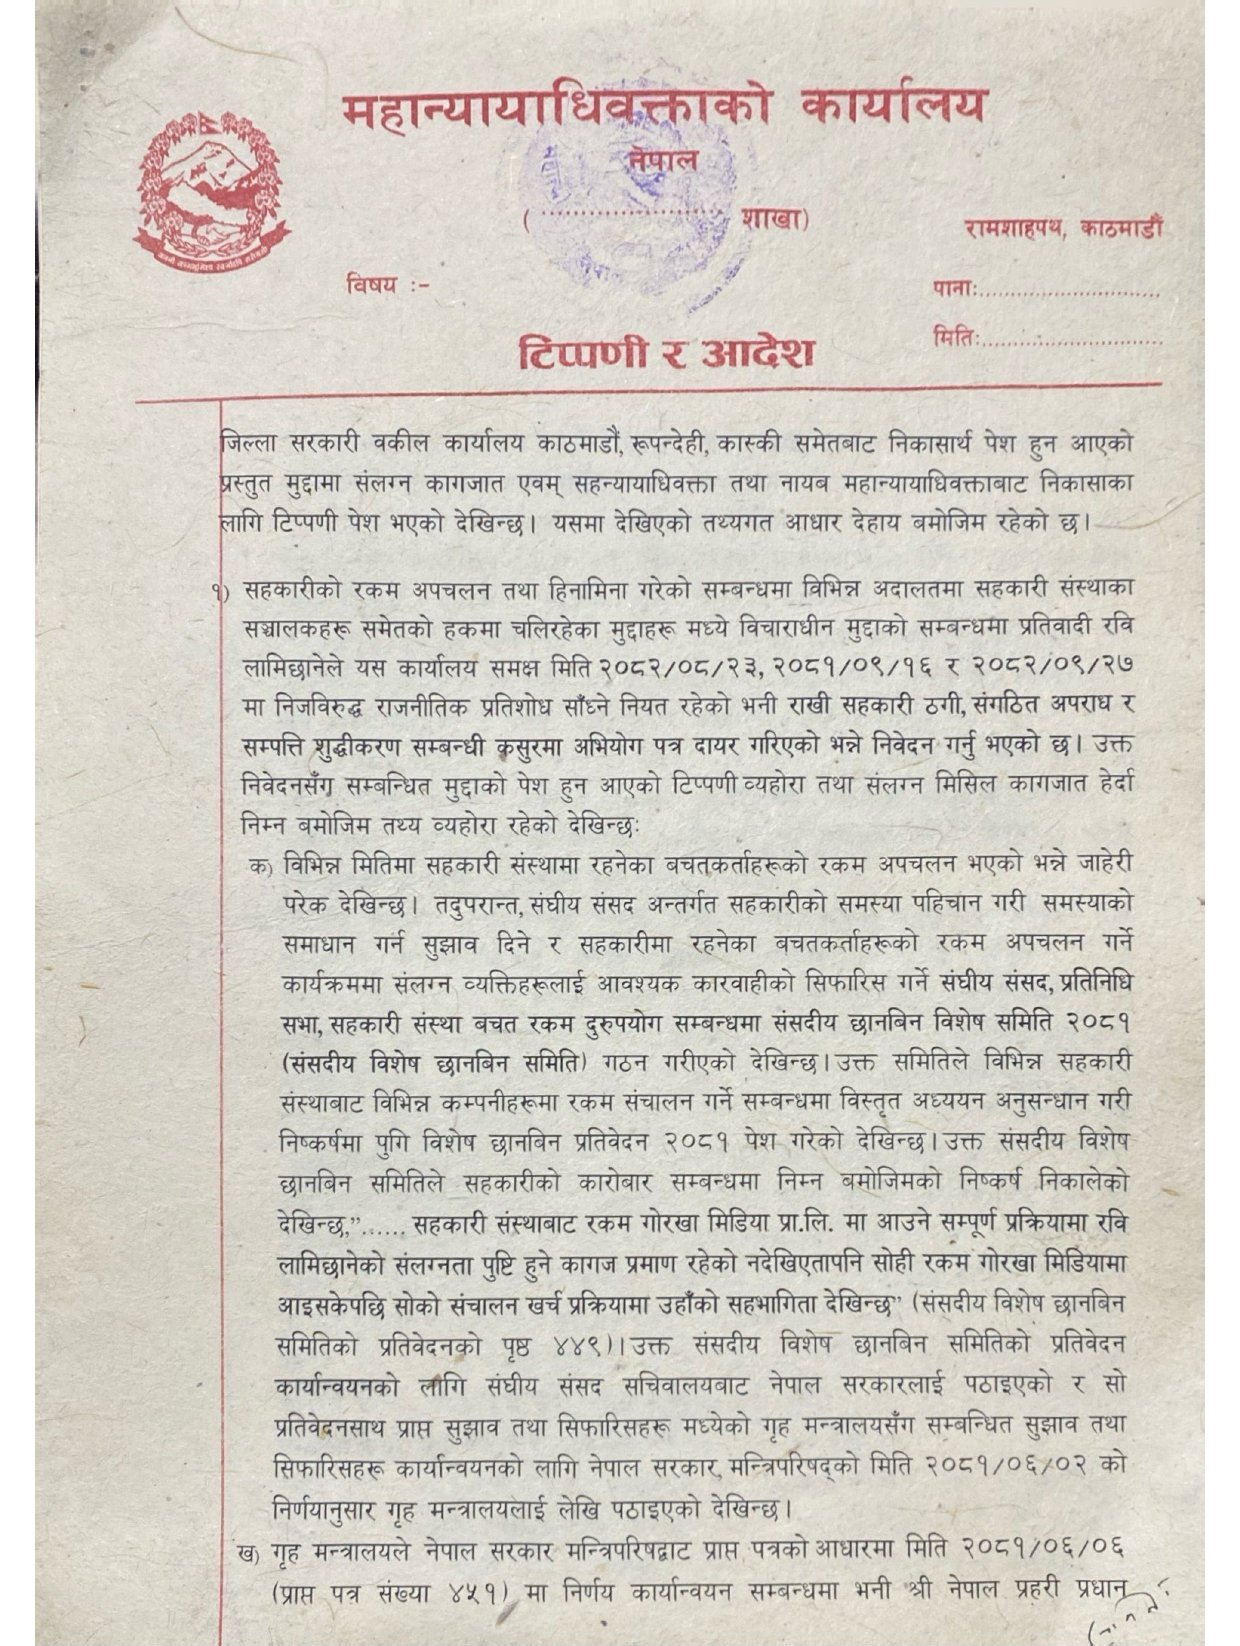 महान्यायाधिवक्ताको कार्यालय
नेपाल
(........................ शाखा)
रामशाहपथ, काठमाडौँ
विषय :-
पानाः............................
मितिः............................
टिप्पणी र आदेश
जिल्ला सरकारी वकील कार्यालय काठमाडौं, रूपन्देही, कास्की समेतबाट निकासार्थ पेश हुन आएको
प्रस्तुत मुद्दामा संलग्न कागजात एवम् सहन्यायाधिवक्ता तथा नायब महान्यायाधिवक्ताबाट निकासाका
लागि टिप्पणी पेश भएको देखिन्छ। यसमा देखिएको तथ्यगत आधार देहाय बमोजिम रहेको छ।
१) सहकारीको रकम अपचलन तथा हिनामिना गरेको सम्बन्धमा विभिन्न अदालतमा सहकारी संस्थाका
सञ्चालकहरू समेतको हकमा चलिरहेका मुद्दाहरू मध्ये विचाराधीन मुद्दाको सम्बन्धमा प्रतिवादी रवि
लामिछानेले यस कार्यालय समक्ष मिति २०८२/०८/२३, २०८१/०९/१६ र २०८२/०९/२७
मा निजविरुद्ध राजनीतिक प्रतिशोध साँध्ने नियत रहेको भनी राखी सहकारी ठगी, संगठित अपराध र
सम्पत्ति शुद्धीकरण सम्बन्धी कसुरमा अभियोग पत्र दायर गरिएको भन्ने निवेदन गर्नु भएको छ। उक्त
निवेदनसँग सम्बन्धित मुद्दाको पेश हुन आएको टिप्पणी व्यहोरा तथा संलग्न मिसिल कागजात हेर्दा
निम्न बमोजिम तथ्य व्यहोरा रहेको देखिन्छः
क) विभिन्न मितिमा सहकारी संस्थामा रहनेका बचतकर्ताहरूको रकम अपचलन भएको भन्ने जाहेरी
परेक देखिन्छ। तदुपरान्त, संघीय संसद अन्तर्गत सहकारीको समस्या पहिचान गरी समस्याको
समाधान गर्न सुझाव दिने र सहकारीमा रहनेका बचतकर्ताहरूको रकम अपचलन गर्ने
कार्यक्रममा संलग्न व्यक्तिहरूलाई आवश्यक कारवाहीको सिफारिस गर्ने संघीय संसद, प्रतिनिधि
सभा, सहकारी संस्था बचत रकम दुरुपयोग सम्बन्धमा संसदीय छानबिन विशेष समिति २०८१
(संसदीय विशेष छानबिन समिति) गठन गरीएको देखिन्छ। उक्त समितिले विभिन्न सहकारी
संस्थाबाट विभिन्न कम्पनीहरूमा रकम संचालन गर्ने सम्बन्धमा विस्तृत अध्ययन अनुसन्धान गरी
निष्कर्षमा पुगि विशेष छानबिन प्रतिवेदन २०८१ पेश गरेको देखिन्छ। उक्त संसदीय विशेष
छानबिन समितिले सहकारीको कारोबार सम्बन्धमा निम्न बमोजिमको निष्कर्ष निकालेको
देखिन्छ,"...... सहकारी संस्थाबाट रकम गोरखा मिडिया प्रा.लि. मा आउने सम्पूर्ण प्रक्रियामा रवि
लामिछानेको संलग्नता पुष्टि हुने कागज प्रमाण रहेको नदेखिएतापनि सोही रकम गोरखा मिडियामा
आइसकेपछि सोको संचालन खर्च प्रक्रियामा उहाँको सहभागिता देखिन्छ" (संसदीय विशेष छानबिन
समितिको प्रतिवेदनको पृष्ठ ४४९)। उक्त संसदीय विशेष छानबिन समितिको प्रतिवेदन
कार्यान्वयनको लागि संघीय संसद सचिवालयबाट नेपाल सरकारलाई पठाइएको र सो
प्रतिवेदनसाथ प्राप्त सुझाव तथा सिफारिसहरू मध्येको गृह मन्त्रालयसँग सम्बन्धित सुझाव तथा
सिफारिसहरू कार्यान्वयनको लागि नेपाल सरकार, मन्त्रिपरिषद्को मिति २०८१/०६/०२ को
निर्णयानुसार गृह मन्त्रालयलाई लेखि पठाइएको देखिन्छ।
ख) गृह मन्त्रालयले नेपाल सरकार मन्त्रिपरिषद्बाट प्राप्त पत्रको आधारमा मिति २०८१/०६/०६
(प्राप्त पत्र संख्या ४५१) मा निर्णय कार्यान्वयन सम्बन्धमा भनी श्री नेपाल प्रहरी प्रधान